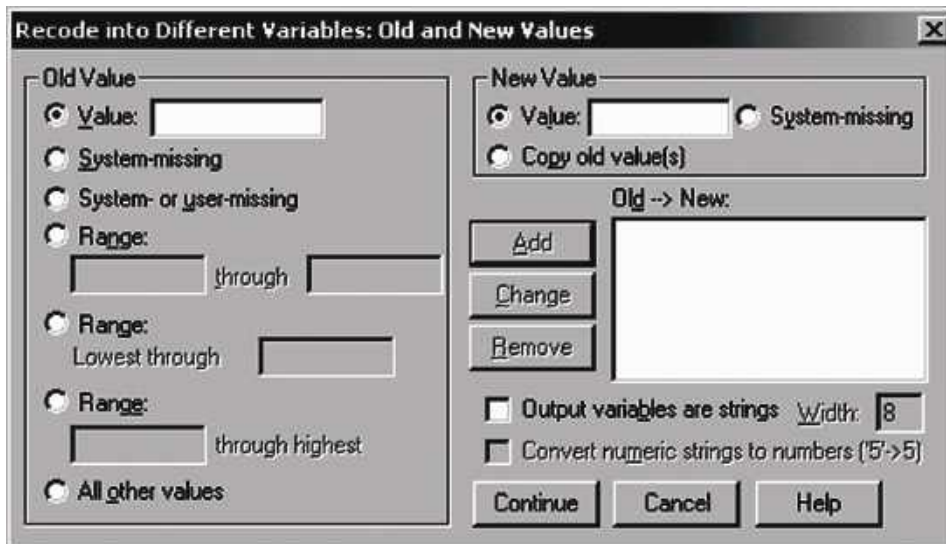 Recode into Different Variables: Old and New Values
Old Value
Value:
System-missing
System- or user-missing
Range:
through
Range:
Lowest through
Range:
through highest
All other values
New Value
Value:
System-missing
Copy old value(s)
Old --> New:
Add
Change
Remove
Output variables are strings Width: 8
Convert numeric strings to numbers ('5'->5)
Continue
Cancel
Help